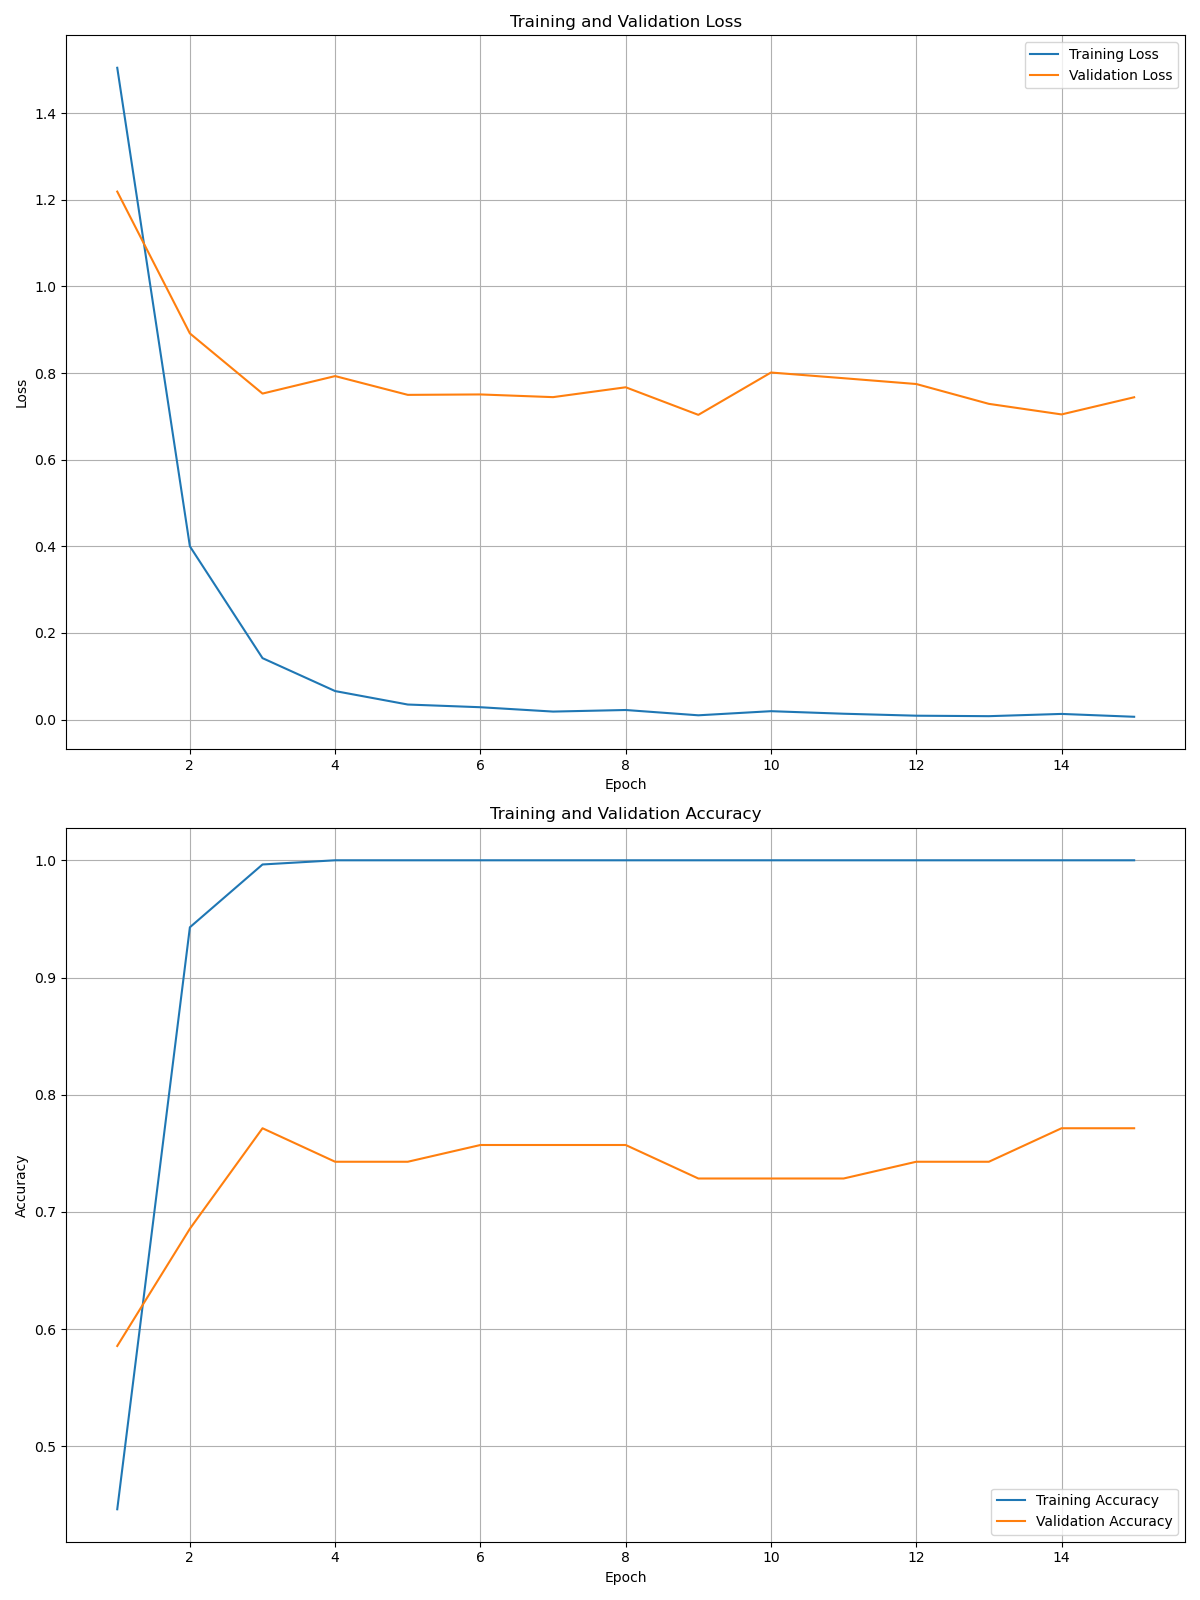 Training and Validation Loss
Training Loss
Validation Loss
1.4
1.2
1.0
0.8
0.6
0.4
0.2
0.0
Loss
2 4 6 8 10 12 14
Epoch
Training and Validation Accuracy
1.0
0.9
0.8
0.7
0.6
0.5
Accuracy
Training Accuracy
Validation Accuracy
2 4 6 8 10 12 14
Epoch